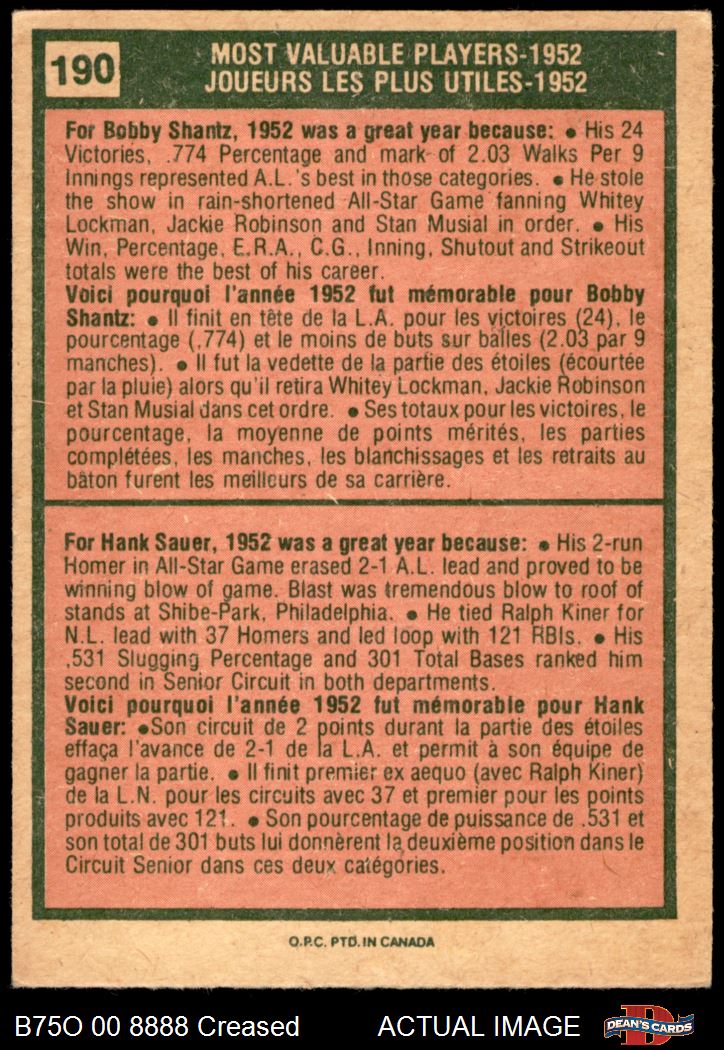 190
MOST VALUABLE PLAYERS-1952
JOUEURS LES PLUS UTILES-1952
For Bobby Shantz, 1952 was a great year because: • His 24
Victories, .774 Percentage and mark of 2.03 Walks Per 9
Innings represented A.L.'s best in those categories. • He stole
the show in rain-shortened All-Star Game fanning Whitey
Lockman, Jackie Robinson and Stan Musial in order. • His
Win, Percentage, E.R.A., C.G., Inning, Shutout and Strikeout
totals were the best of his career.
Voici pourquoi l'année 1952 fut mémorable pour Bobby
Shantz: • Il finit en tête de la L.A. pour les victoires (24), le
pourcentage (.774) et le moins de buts sur balles (2.03 par 9
manches). • Il fut la vedette de la partie des étoiles (écourtée
par la pluie) alors qu'il retira Whitey Lockman, Jackie Robinson
et Stan Musial dans cet ordre. • Ses totaux pour les victoires, le
pourcentage, la moyenne de points mérités, les parties
complétées, les manches, les blanchissages et les retraits au
bâton furent les meilleurs de sa carrière.
For Hank Sauer, 1952 was a great year because: • His 2-run
Homer in All-Star Game erased 2-1 A.L. lead and proved to be
winning blow of game. Blast was tremendous blow to roof of
stands at Shibe-Park, Philadelphia. • He tied Ralph Kiner for
N.L. lead with 37 Homers and led loop with 121 RBIs. • His
.531 Slugging Percentage and 301 Total Bases ranked him
second in Senior Circuit in both departments.
Voici pourquoi l'année 1952 fut mémorable pour Hank
Sauer: •Son circuit de 2 points durant la partie des étoiles
effaça l'avance de 2-1 de la L.A. et permit à son équipe de
gagner la partie. • Il finit premier ex aequo (avec Ralph Kiner)
de la L.N. pour les circuits avec 37 et premier pour les points
produits avec 121. • Son pourcentage de puissance de .531 et
son total de 301 buts lui donnèrent la deuxième position dans le
Circuit Senior dans ces deux catégories.
O.P.C. PTD. IN CANADA
B75O 00 8888 Creased
ACTUAL IMAGE
D
DEAN'S CARDS